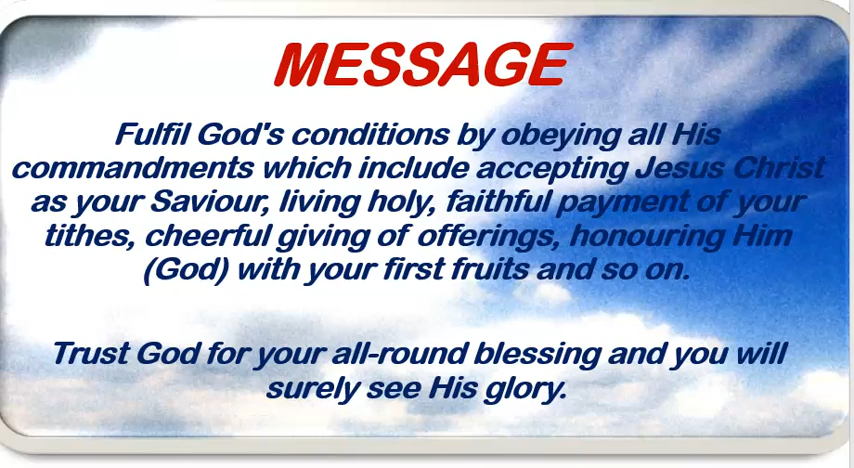 MESSAGE
Fulfil God's conditions by obeying all His
commandments which include accepting Jesus Christ
as your Saviour, living holy, faithful payment of your
tithes, cheerful giving of offerings, honouring Him
(God) with your first fruits and so on.
Trust God for your all-round blessing and you will
surely see His glory.